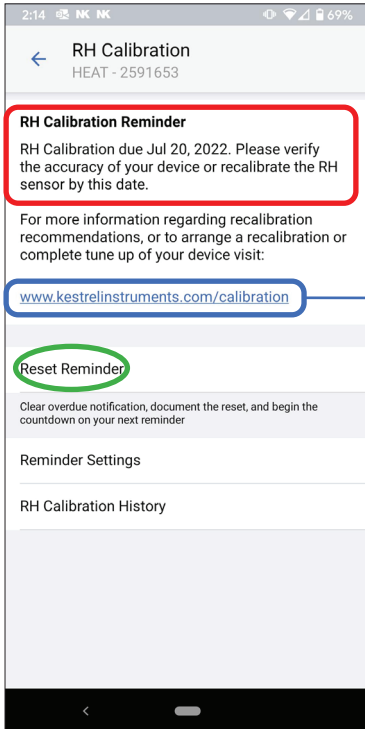 2:14 NK NK 69%
RH Calibration
HEAT - 2591653
RH Calibration Reminder
RH Calibration due Jul 20, 2022. Please verify
the accuracy of your device or recalibrate the RH
sensor by this date.
For more information regarding recalibration
recommendations, or to arrange a recalibration or
complete tune up of your device visit:
www.kestrelinstruments.com/calibration
Reset Reminder
Clear overdue notification, document the reset, and begin the
countdown on your next reminder
Reminder Settings
RH Calibration History